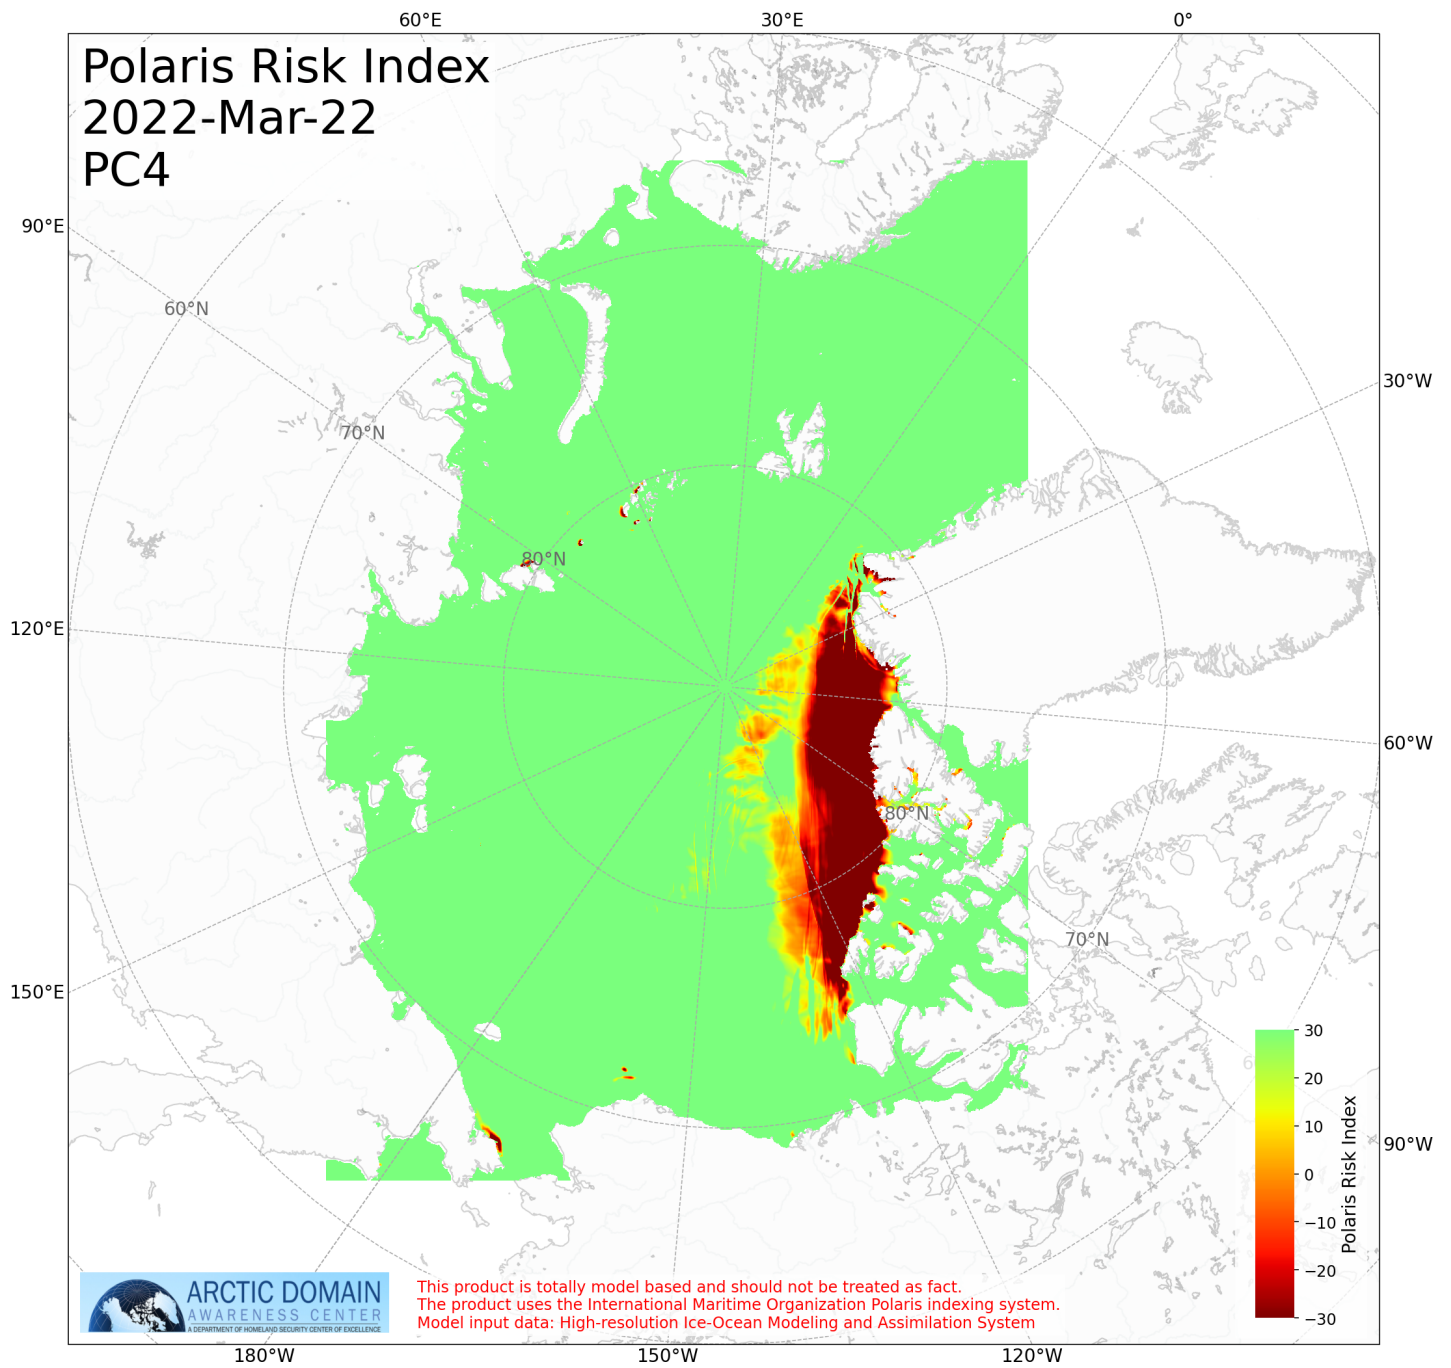 60°E 30°E 0°
Polaris Risk Index
2022-Mar-22
PC4
90°E
60°N
30°W
70°N
80°N
120°E
60°W
80°N
70°N
150°E
30
20
10
0
−10
−20
−30
Polaris Risk Index
90°W
ARCTIC DOMAIN
AWARENESS CENTER
A DEPARTMENT OF HOMELAND SECURITY CENTER OF EXCELLENCE
This product is totally model based and should not be treated as fact.
The product uses the International Maritime Organization Polaris indexing system.
Model input data: High-resolution Ice-Ocean Modeling and Assimilation System
180°W 150°W 120°W